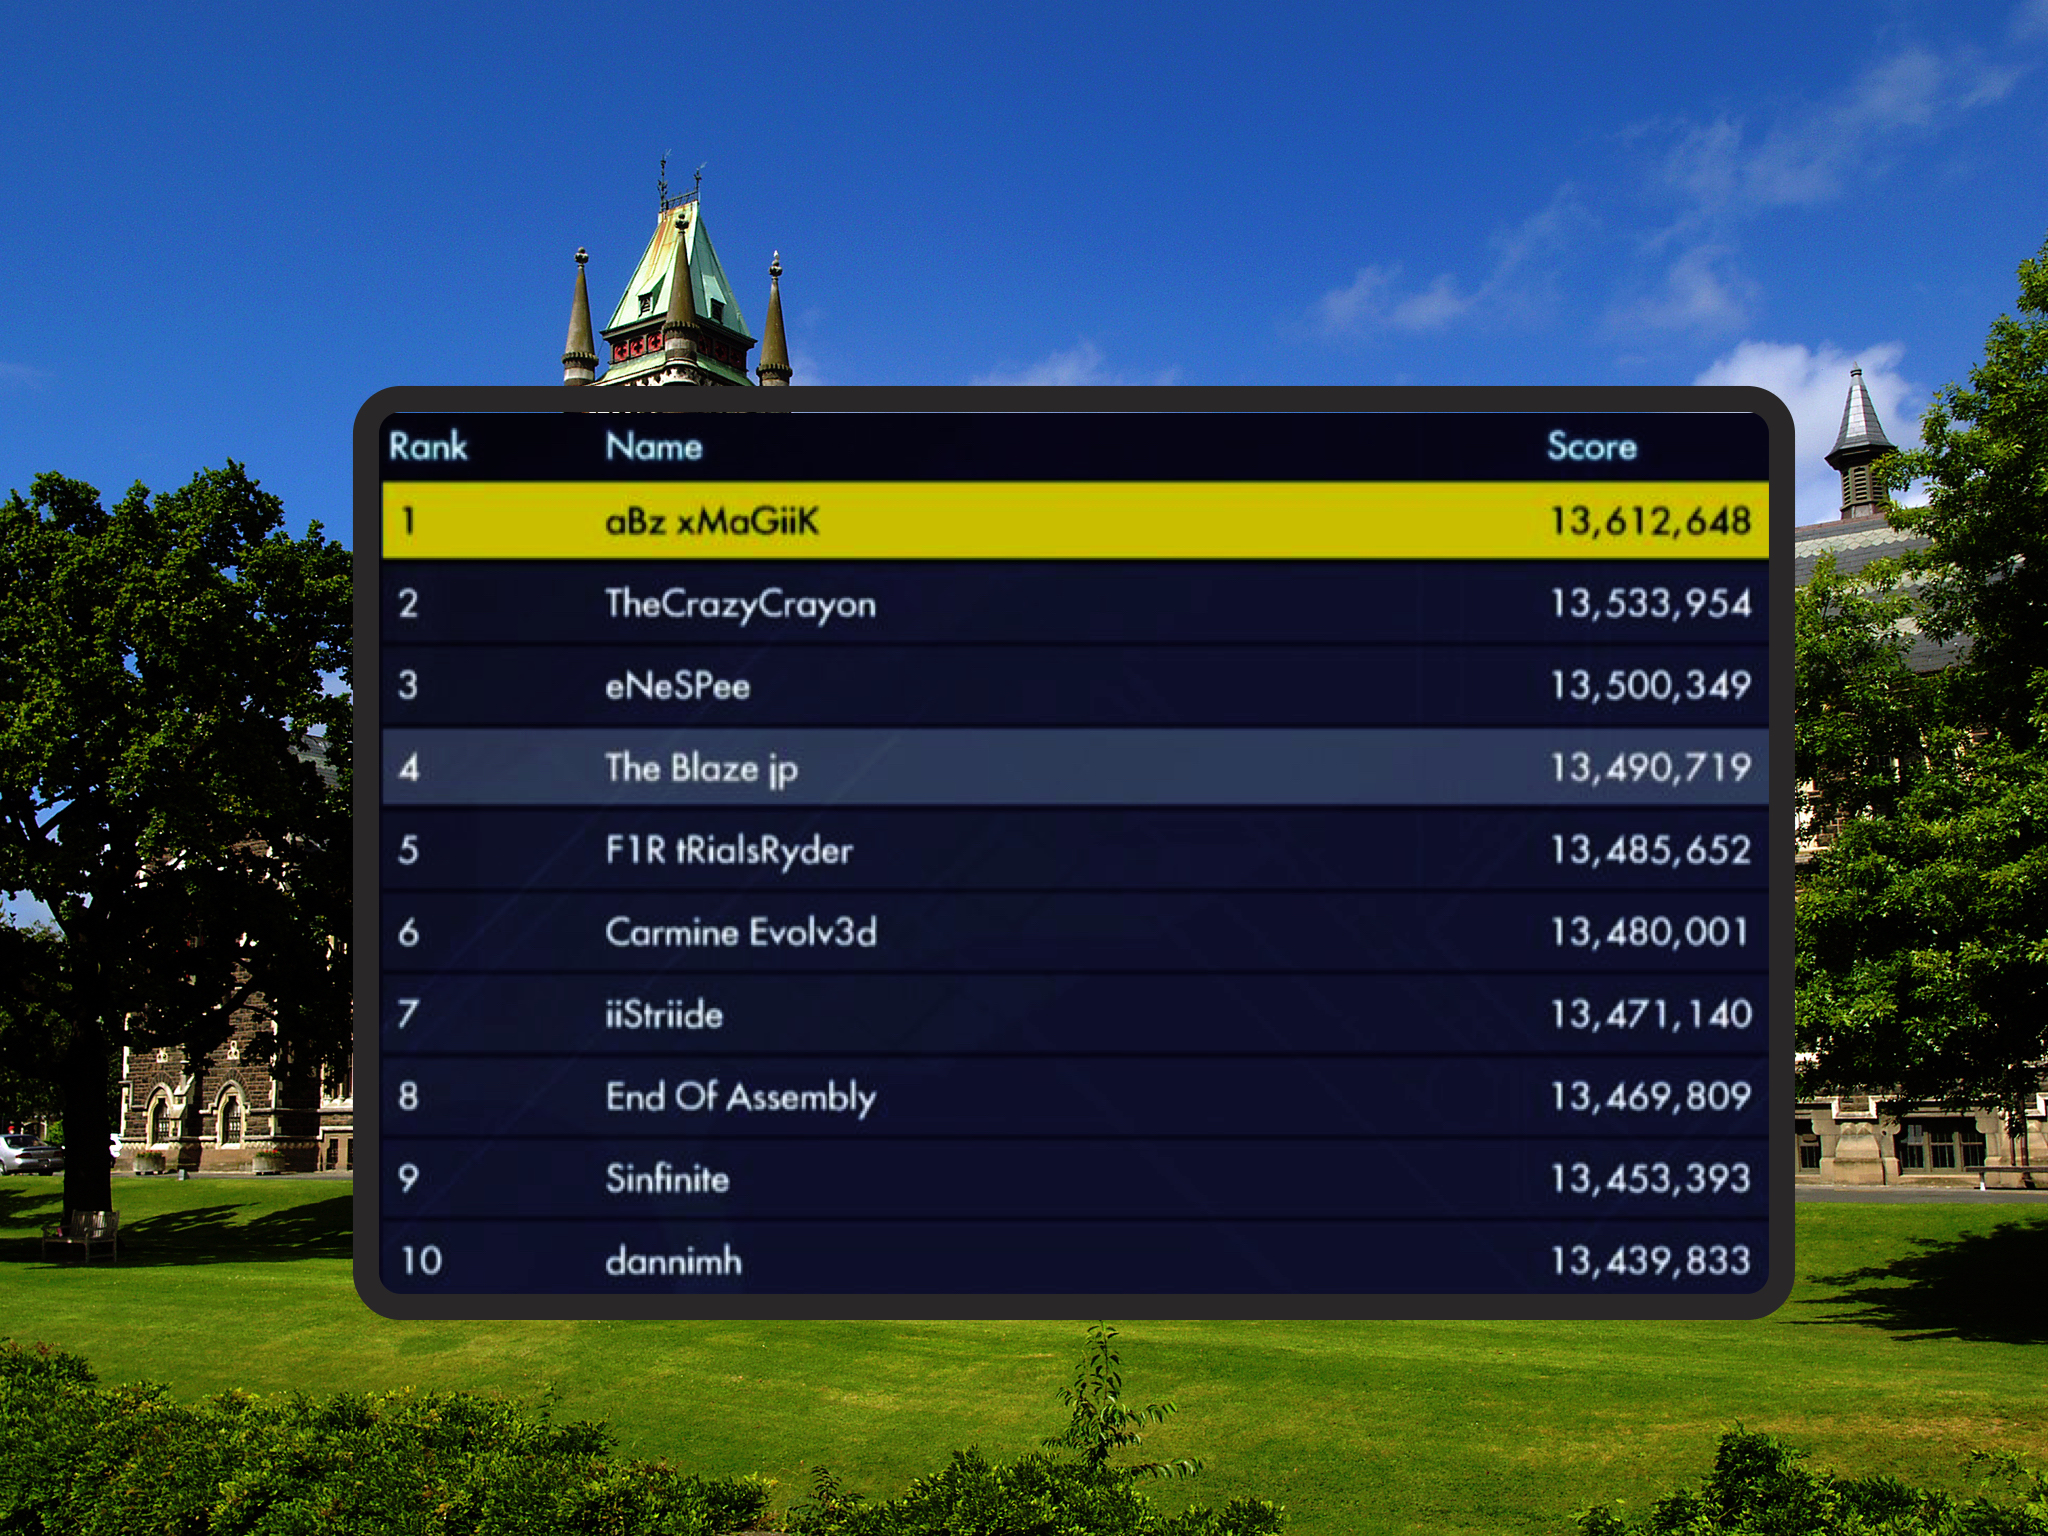 Rank Name Score
1 aBz xMaGiiK 13,612,648
2 TheCrazyCrayon 13,533,954
3 eNeSPee 13,500,349
4 The Blaze jp 13,490,719
5 F1R tRialsRyder 13,485,652
6 Carmine Evolv3d 13,480,001
7 iiStriide 13,471,140
8 End Of Assembly 13,469,809
9 Sinfinite 13,453,393
10 dannimh 13,439,833